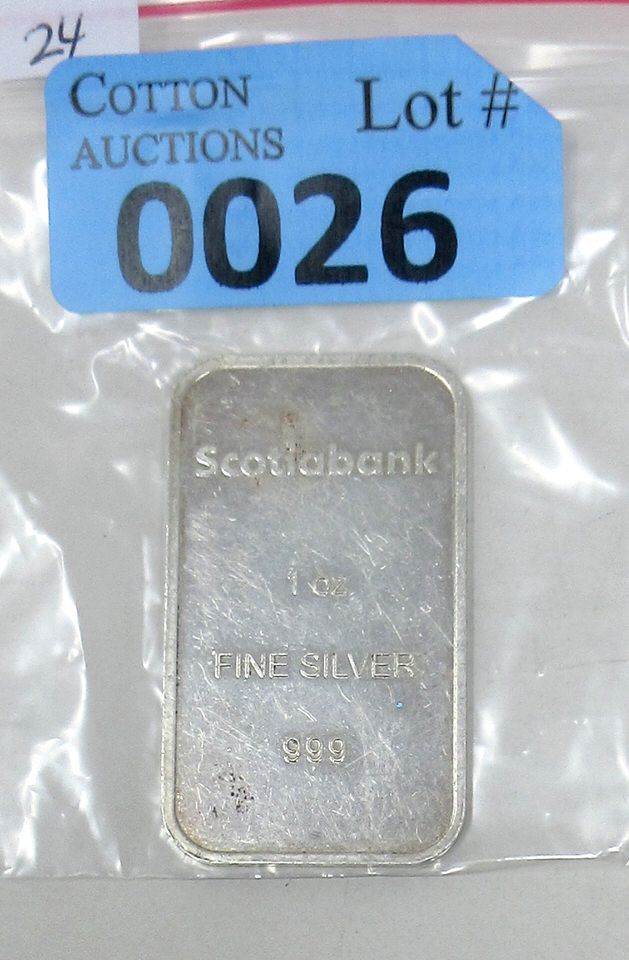 24
COTTON
AUCTIONS
Lot #
0026
Scotiabank
1 oz
FINE SILVER
999